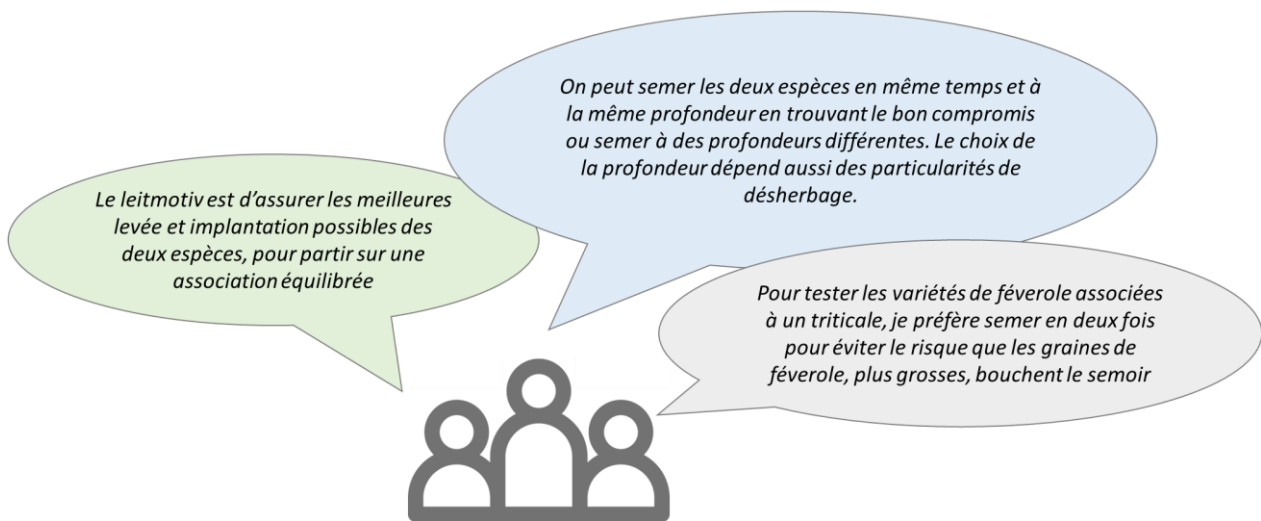 On peut semer les deux espèces en même temps et à
la même profondeur en trouvant le bon compromis
ou semer à des profondeurs différentes. Le choix de
la profondeur dépend aussi des particularités de
désherbage.
Le leitmotiv est d’assurer les meilleures
levée et implantation possibles des
deux espèces, pour partir sur une
association équilibrée
Pour tester les variétés de féverole associées
à un triticale, je préfère semer en deux fois
pour éviter le risque que les graines de
féverole, plus grosses, bouchent le semoir